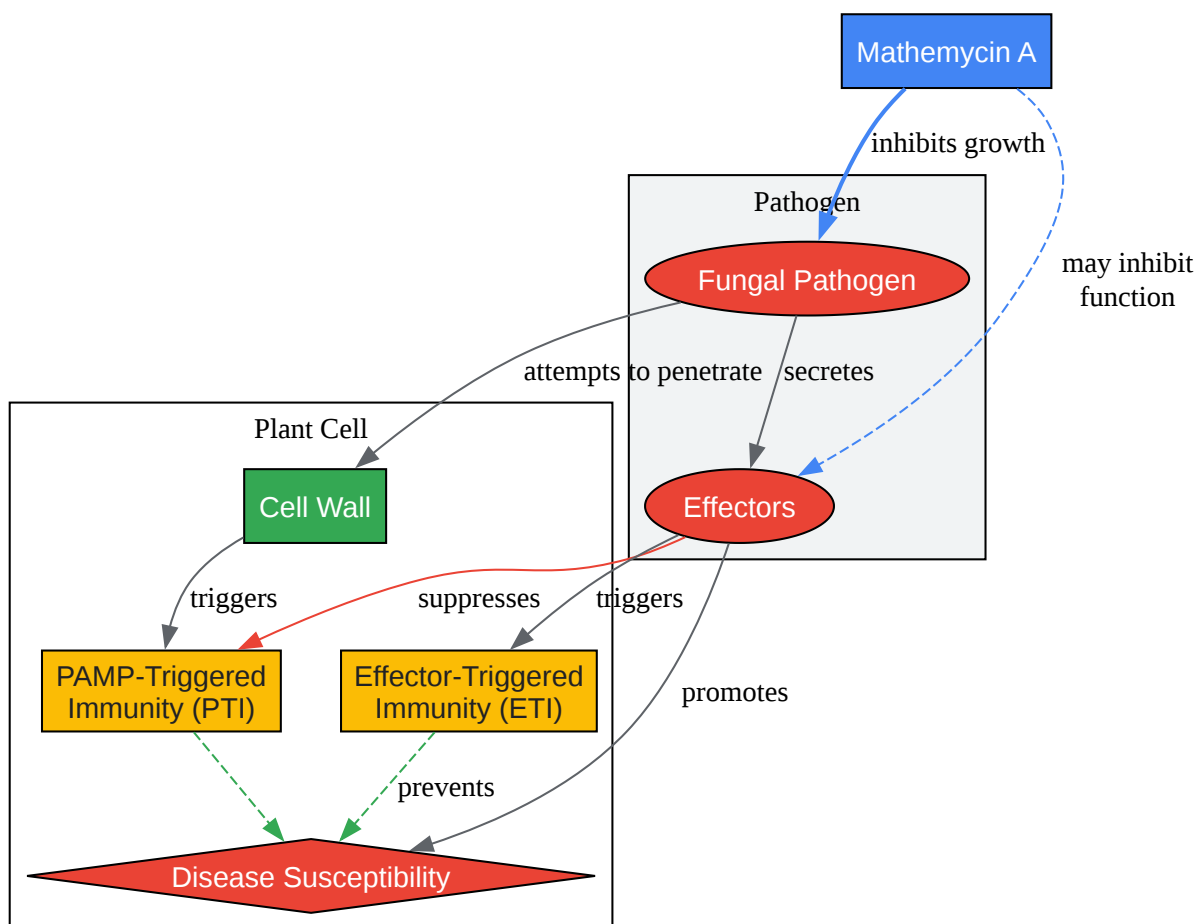 Mathemycin A
inhibits growth
Pathogen
Fungal Pathogen
may inhibit
function
attempts to penetrate
secretes
Plant Cell
Cell Wall
Effectors
triggers
suppresses
triggers
PAMP-Triggered
Immunity (PTI)
Effector-Triggered
Immunity (ETI)
promotes
prevents
Disease Susceptibility